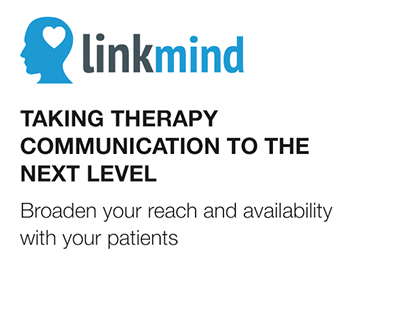 linkmind
TAKING THERAPY
COMMUNICATION TO THE
NEXT LEVEL
Broaden your reach and availability
with your patients